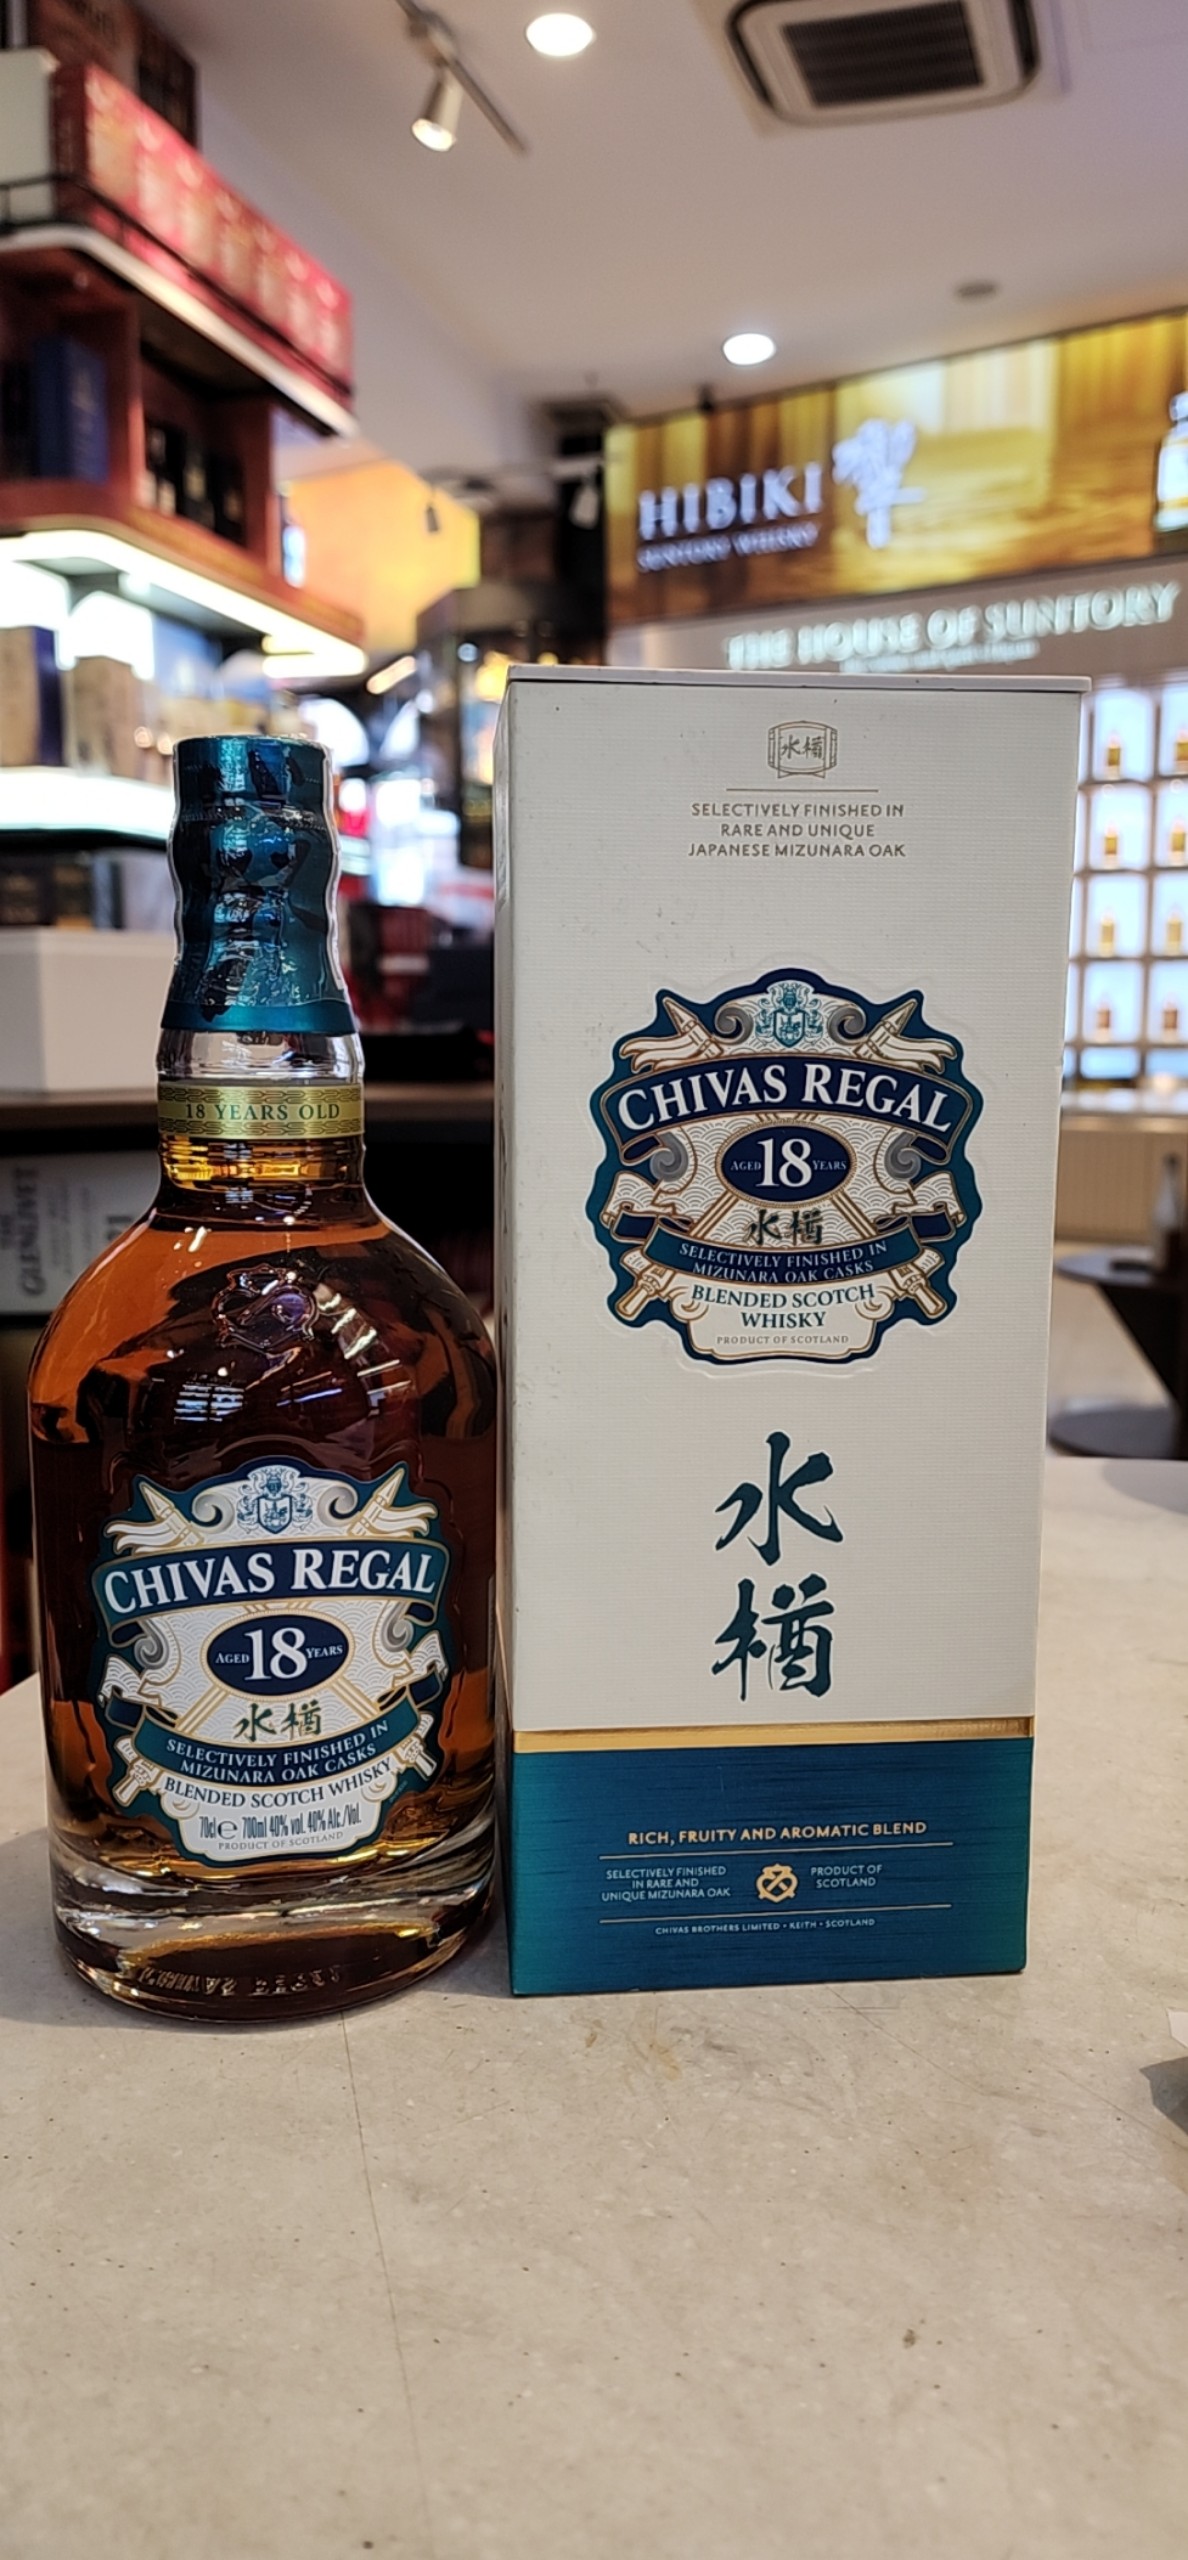 HIBIKI 響
SUNTORY WHISKY
THE HOUSE OF SUNTORY
水楢
SELECTIVELY FINISHED IN
RARE AND UNIQUE
JAPANESE MIZUNARA OAK
CHIVAS REGAL
AGED 18 YEARS
水楢
SELECTIVELY FINISHED IN
MIZUNARA OAK CASKS
BLENDED SCOTCH
WHISKY
PRODUCT OF SCOTLAND
水
楢
RICH, FRUITY AND AROMATIC BLEND
SELECTIVELY FINISHED
IN RARE AND
UNIQUE MIZUNARA OAK
PRODUCT OF
SCOTLAND
CHIVAS BROTHERS LIMITED • KEITH • SCOTLAND
18 YEARS OLD
CHIVAS REGAL
AGED 18 YEARS
水楢
SELECTIVELY FINISHED IN
MIZUNARA OAK CASKS
BLENDED SCOTCH WHISKY
70cl e 700ml 40% vol. 40% Alc./Vol.
PRODUCT OF SCOTLAND
GLENLIVET
21